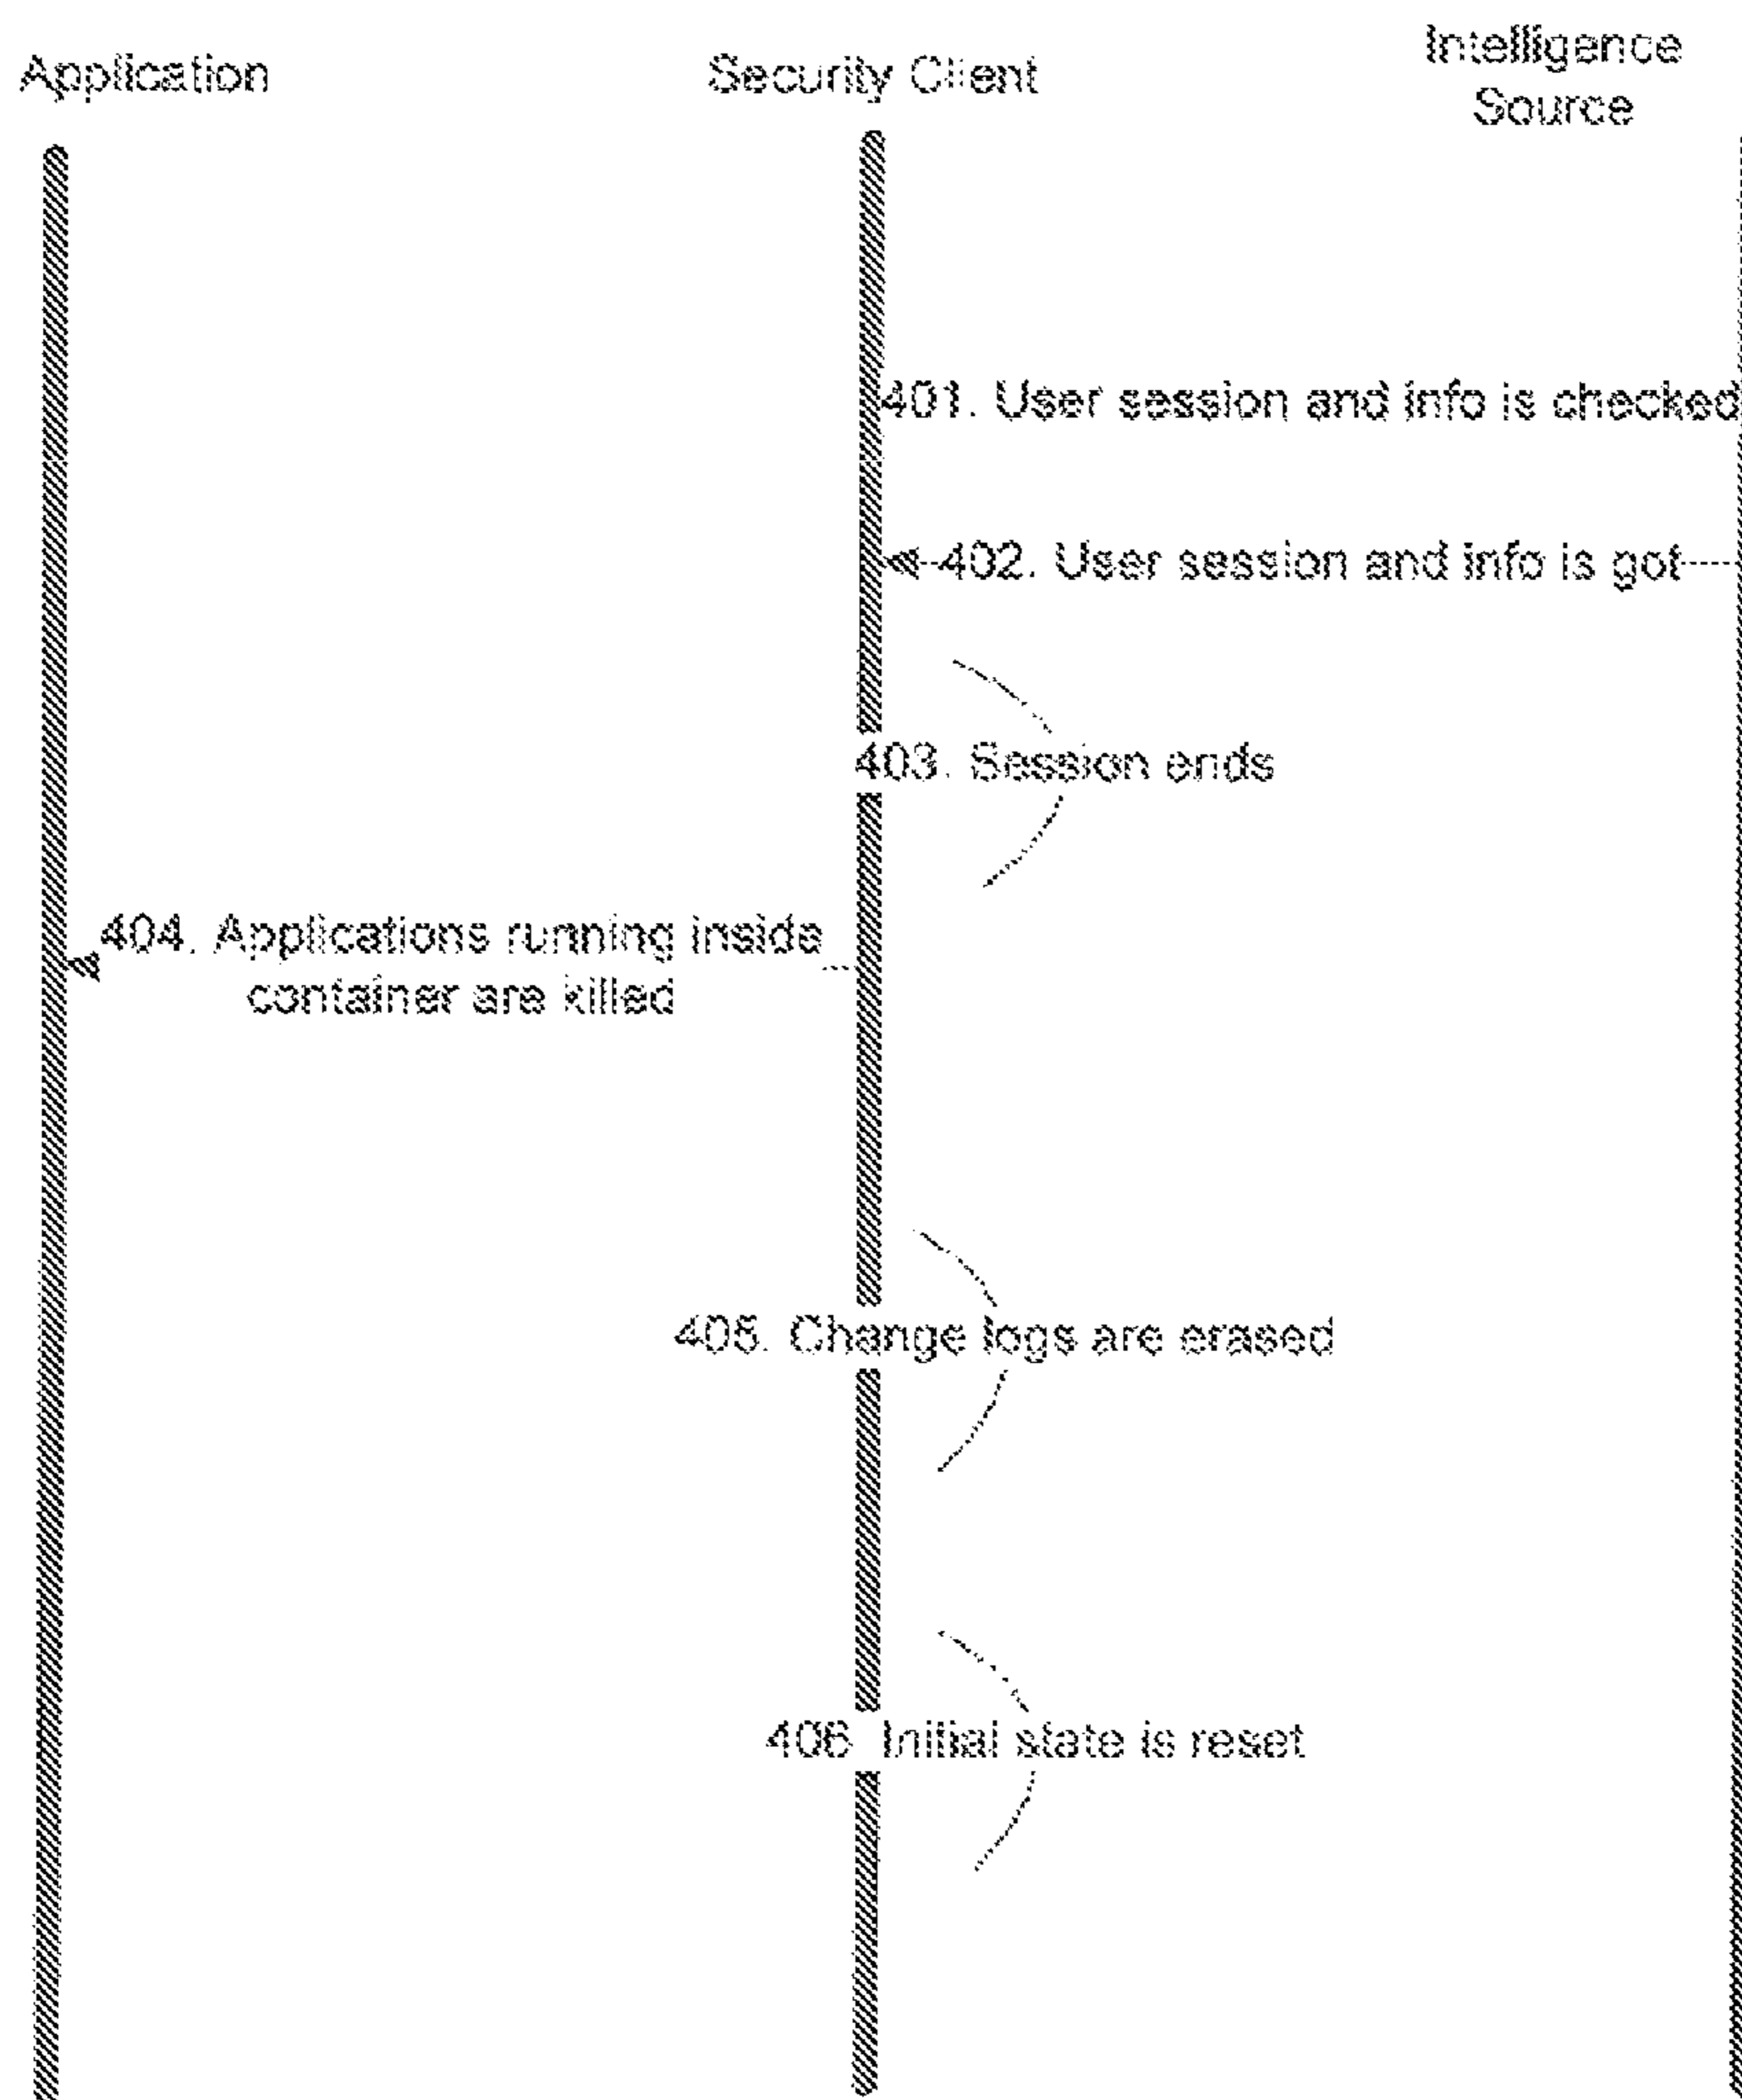 Application
Security Client
Intelligence
Source
401. User session and info is checked
402. User session and info is got
403. Session ends
404. Applications running inside
container are killed
405. Change logs are erased
406. Initial state is reset